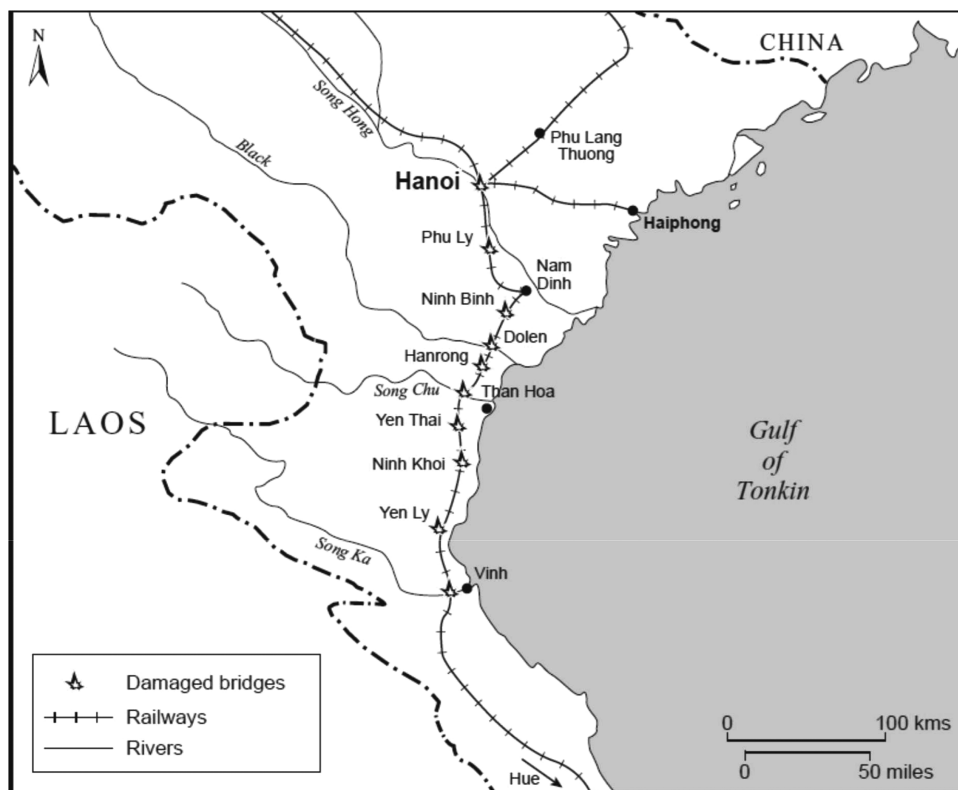 N
CHINA
Song Hong
Black
Phu Lang
Thuong
Hanoi
Haiphong
Phu Ly
Nam
Dinh
Ninh Binh
Dolen
Hanrong
Song Chu
Than Hoa
LAOS
Yen Thai
Gulf
of
Tonkin
Ninh Khoi
Yen Ly
Song Ka
Vinh
Damaged bridges
Railways
Rivers
0 100 kms
0 50 miles
Hue